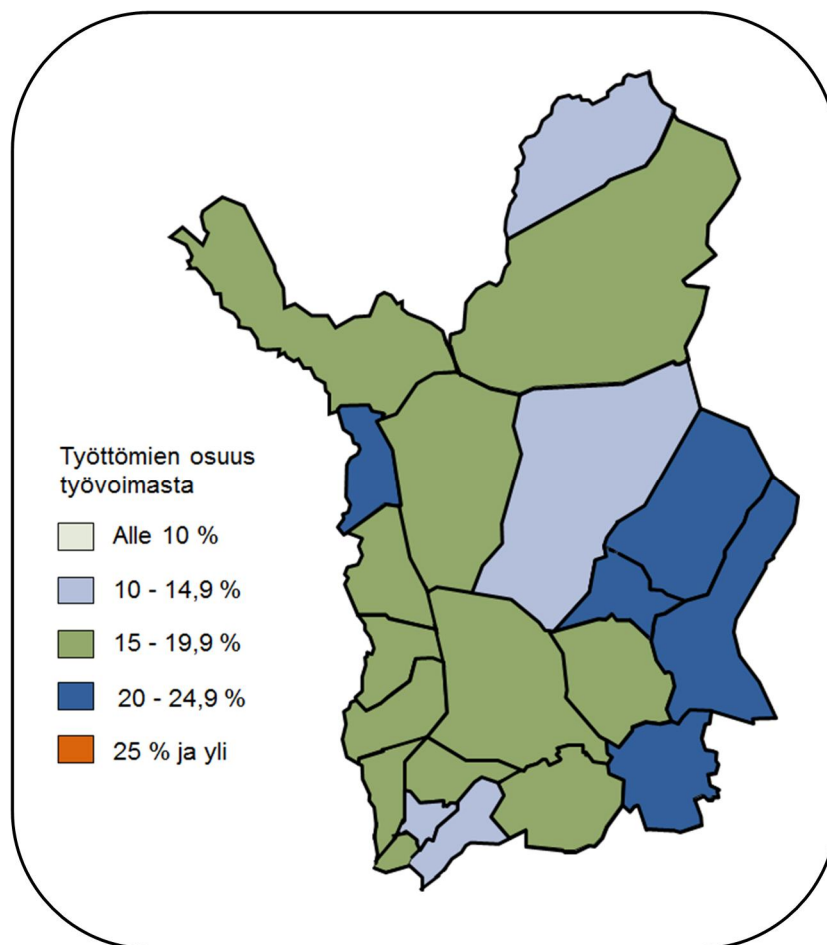 Työttömien osuus
työvoimasta
Alle 10 %
10 - 14,9 %
15 - 19,9 %
20 - 24,9 %
25 % ja yli